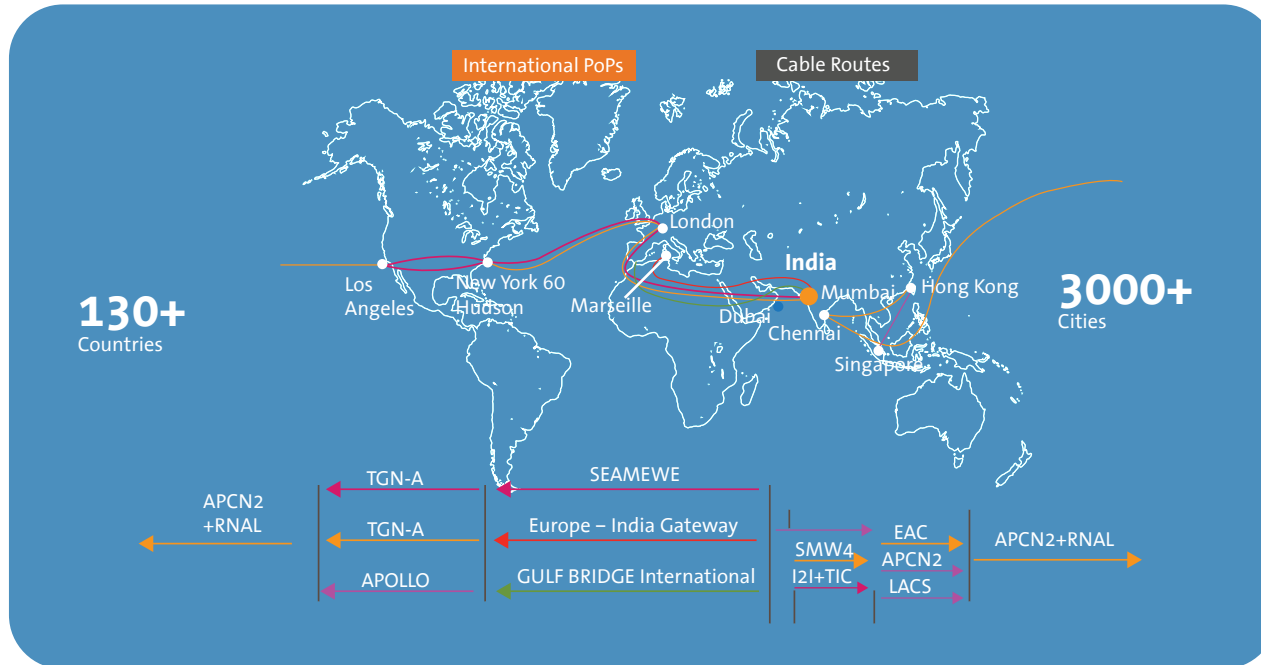 International PoPs
Cable Routes
London
India
Los
Angeles
New York 60
Hudson
Marseille
Mumbai
Hong Kong
Dubai
Chennai
Singapore
130+
Countries
3000+
Cities
TGN-A
SEAMEWE
APCN2
+RNAL
TGN-A
Europe – India Gateway
EAC
SMW4
APCN2
APCN2+RNAL
APOLLO
GULF BRIDGE International
I2I+TIC
LACS